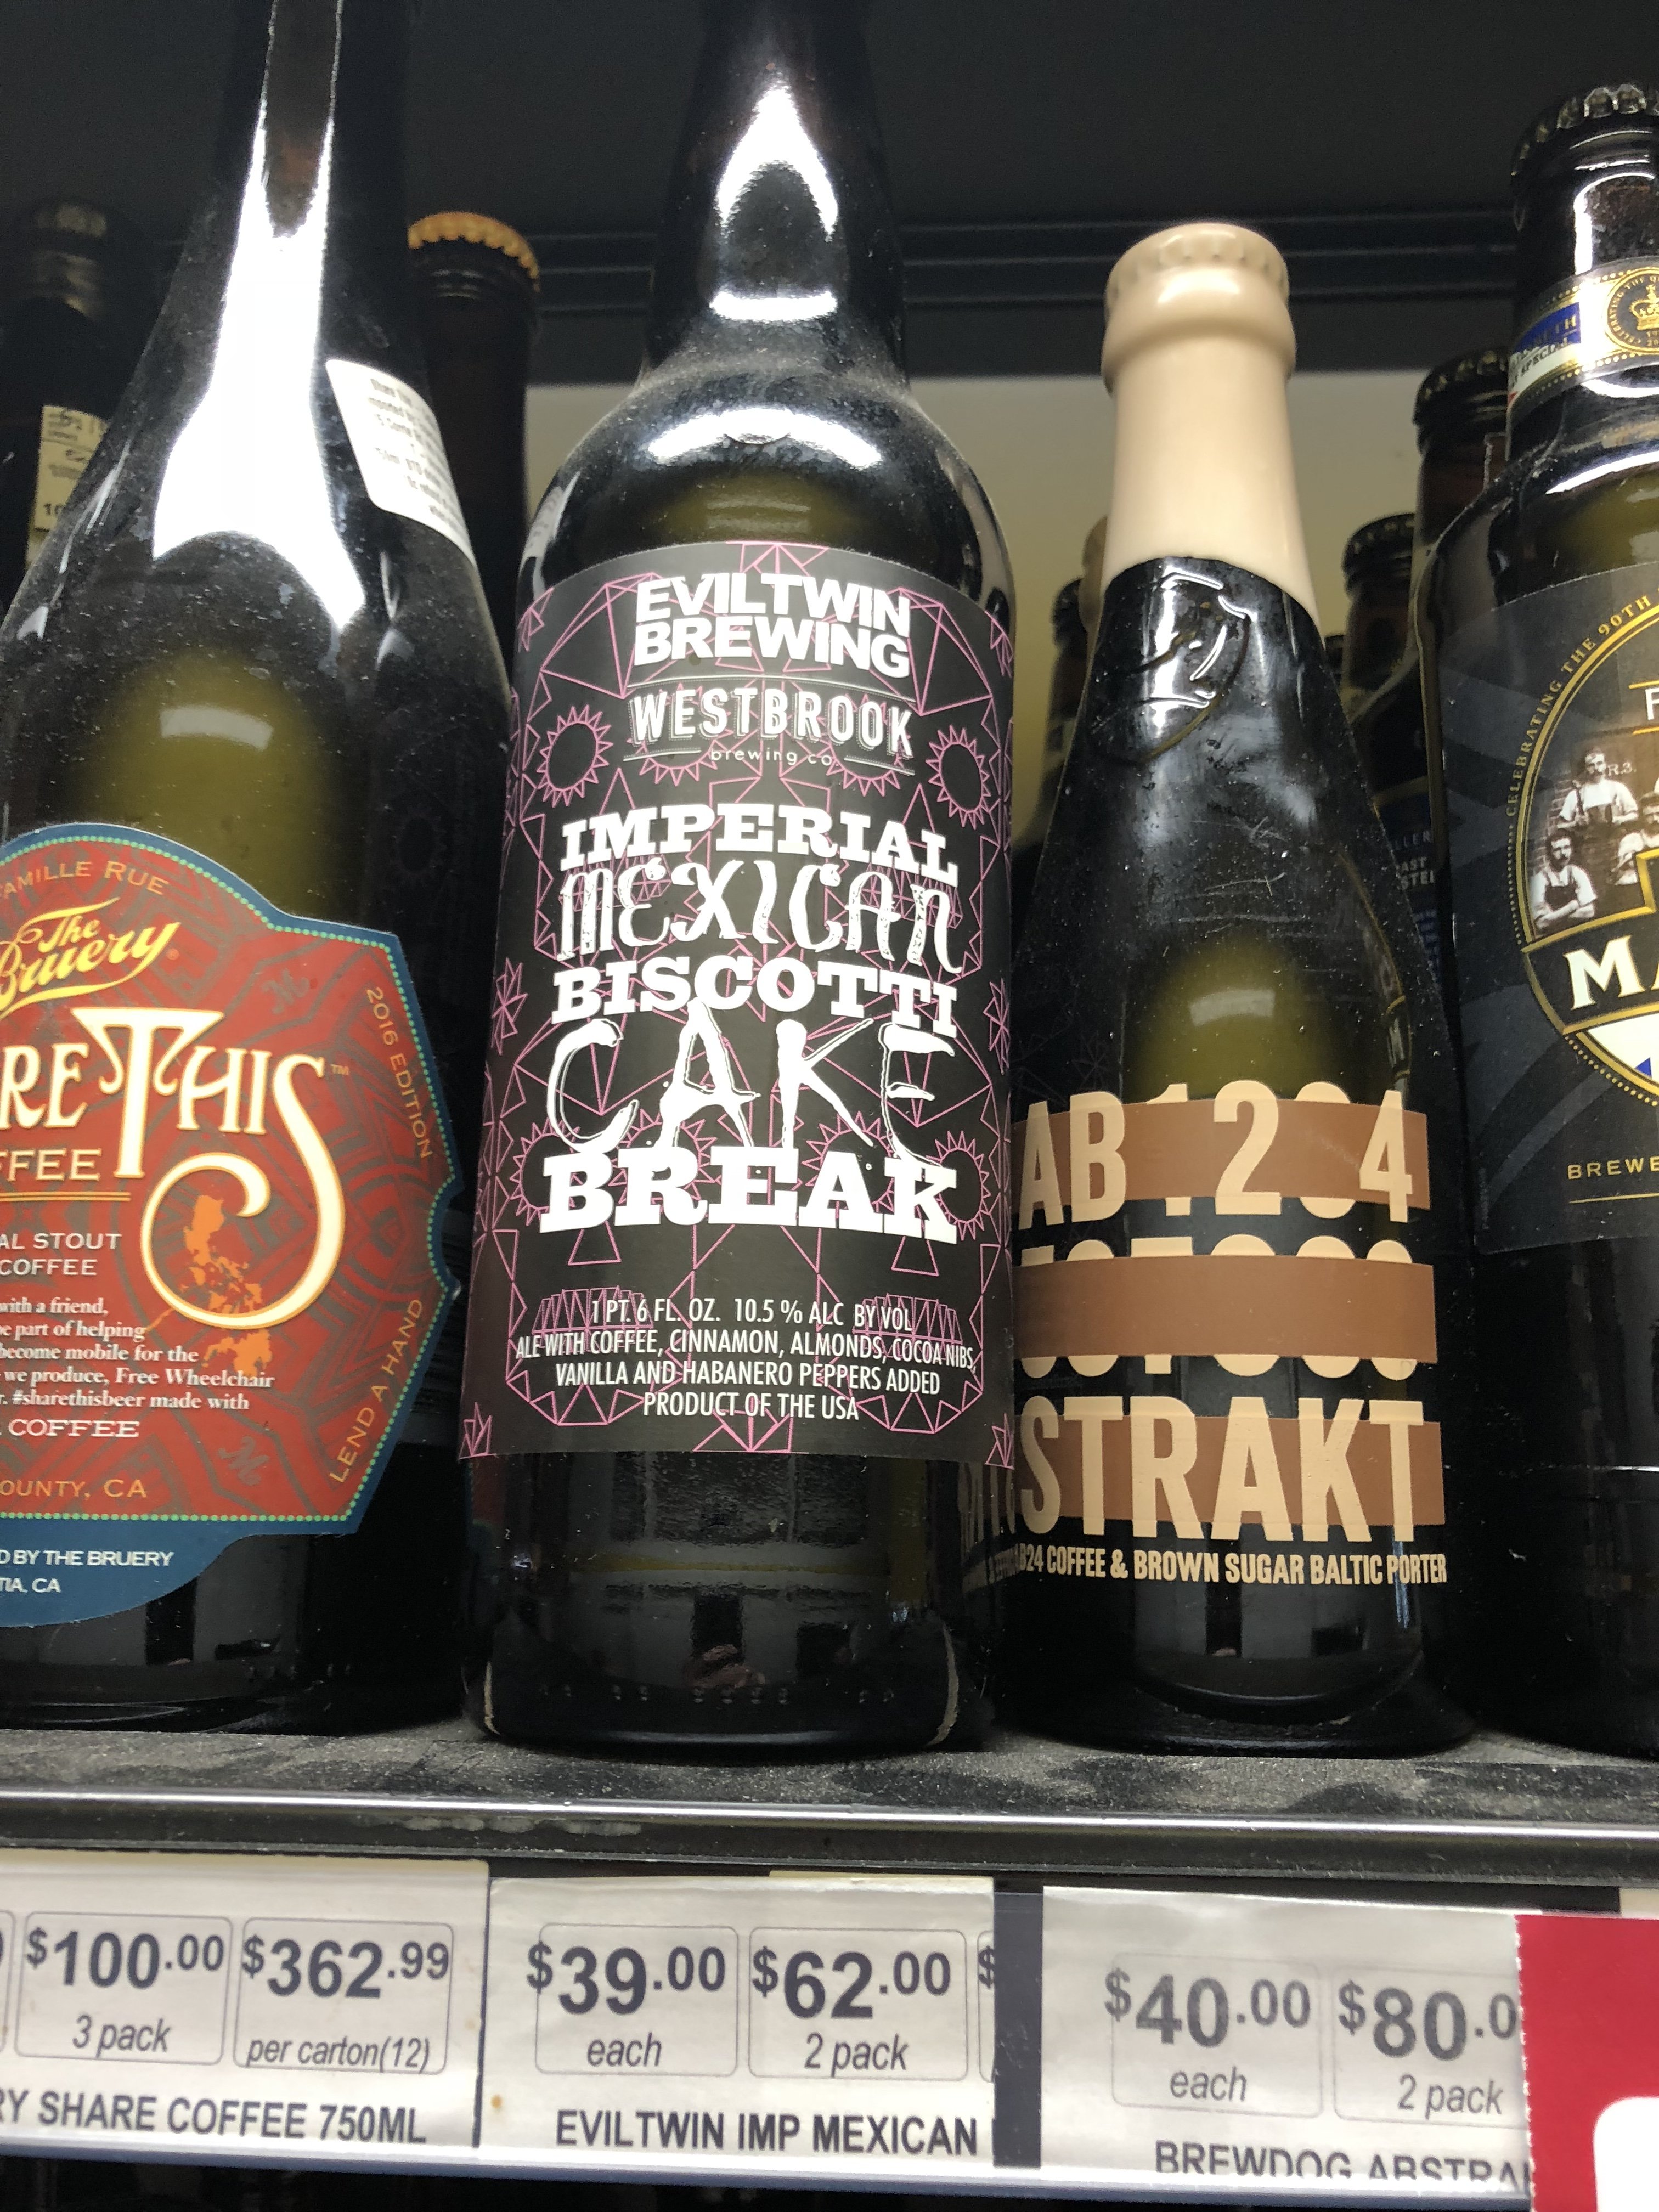 FAMILLE RUE
The
Bruery
2016 EDITION
RE THIS™
FFEE
AL STOUT
COFFEE
with a friend,
be part of helping
become mobile for the
we produce, Free Wheelchair
#sharethisbeer made with
COFFEE
LEND A HAND
OUNTY, CA
D BY THE BRUERY
TIA, CA
EVILTWIN
BREWING
WESTBROOK
brewing co
IMPERIAL
MEXICAN
BISCOTTI
CAKE
BREAK
1 PT. 6 FL. OZ. 10.5 % ALC BY VOL
ALE WITH COFFEE, CINNAMON, ALMONDS, COCOA NIBS,
VANILLA AND HABANERO PEPPERS ADDED
PRODUCT OF THE USA
AB 2 4
STRAKT
B24 COFFEE & BROWN SUGAR BALTIC PORTER
CELEBRATING THE 90TH
MA
BREWE
$100.00 $362.99
3 pack per carton(12)
RY SHARE COFFEE 750ML
$39.00 $62.00 $
each 2 pack
EVILTWIN IMP MEXICAN
$40.00 $80.0
each 2 pack
BREWDOG ABSTRA